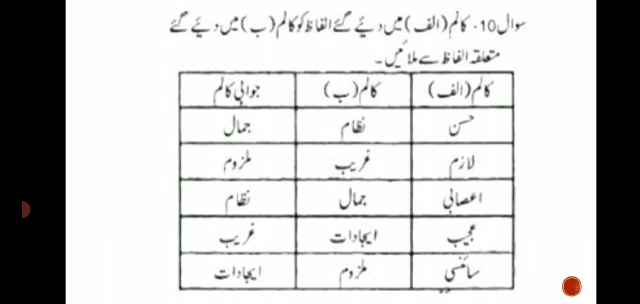 سوال 10۔ کالم (الف) میں دیئے گئے الفاظ کو کالم (ب) میں دیئے گئے
متعلقہ الفاظ سے ملائیں۔
کالم (الف) کالم (ب) جوابی کالم
حسن نظام جمال
لازم غریب ملزوم
اعصابی جمال نظام
عجیب ایجادات غریب
سائنسی ملزوم ایجادات